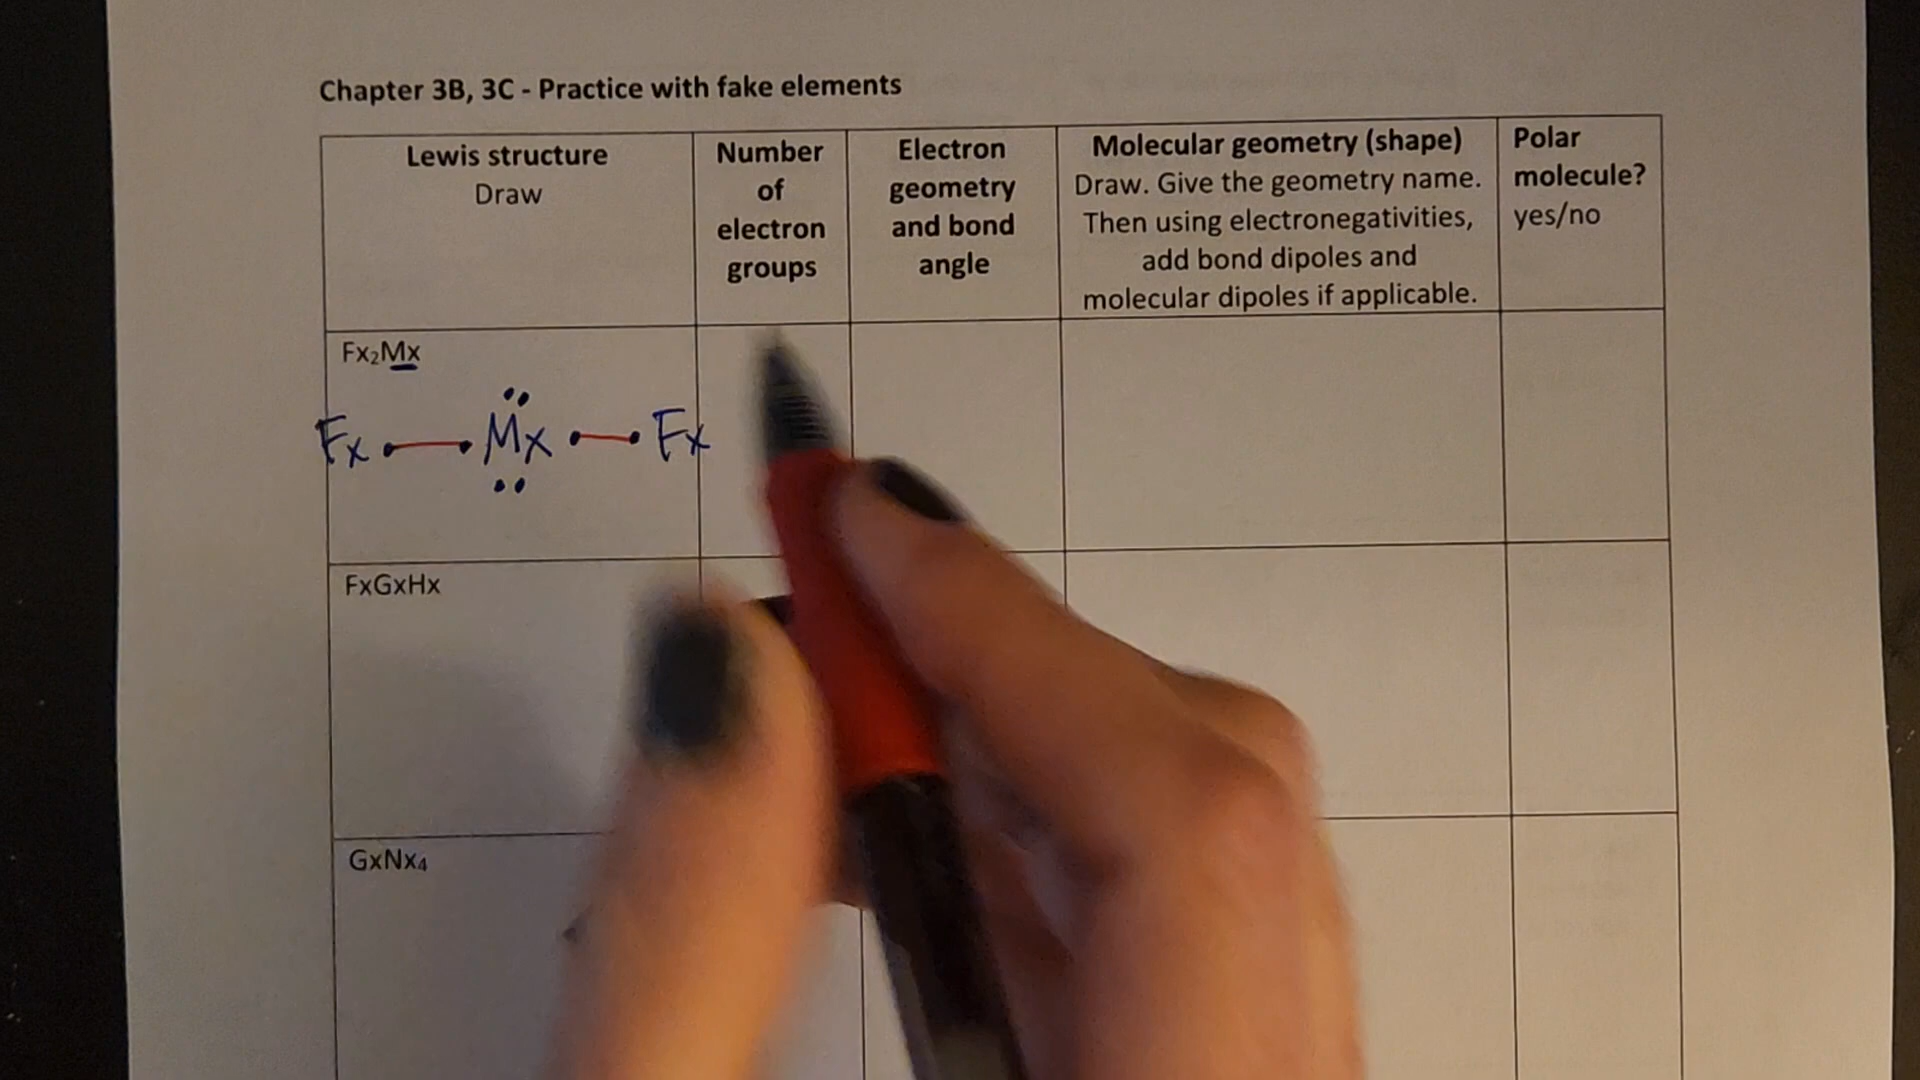 Chapter 3B, 3C - Practice with fake elements
Lewis structure
Draw
Number
of
electron
groups
Electron
geometry
and bond
angle
Molecular geometry (shape)
Draw. Give the geometry name.
Then using electronegativities,
add bond dipoles and
molecular dipoles if applicable.
Polar
molecule?
yes/no
Fx₂Mx
Fx Mx Fx
FxGxHx
GxNx₄